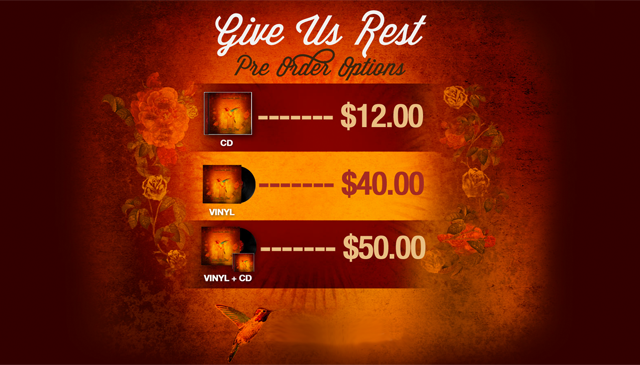 Give Us Rest
Pre Order Options
------- $12.00
CD
------- $40.00
VINYL
------- $50.00
VINYL + CD